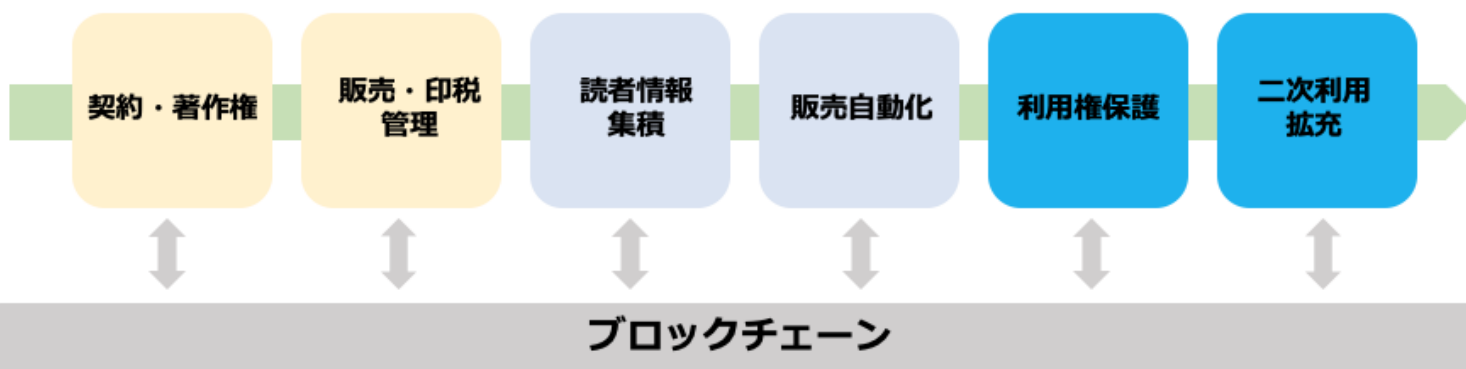 契約・著作権
販売・印税
管理
読者情報
集積
販売自動化
利用権保護
二次利用
拡充
ブロックチェーン